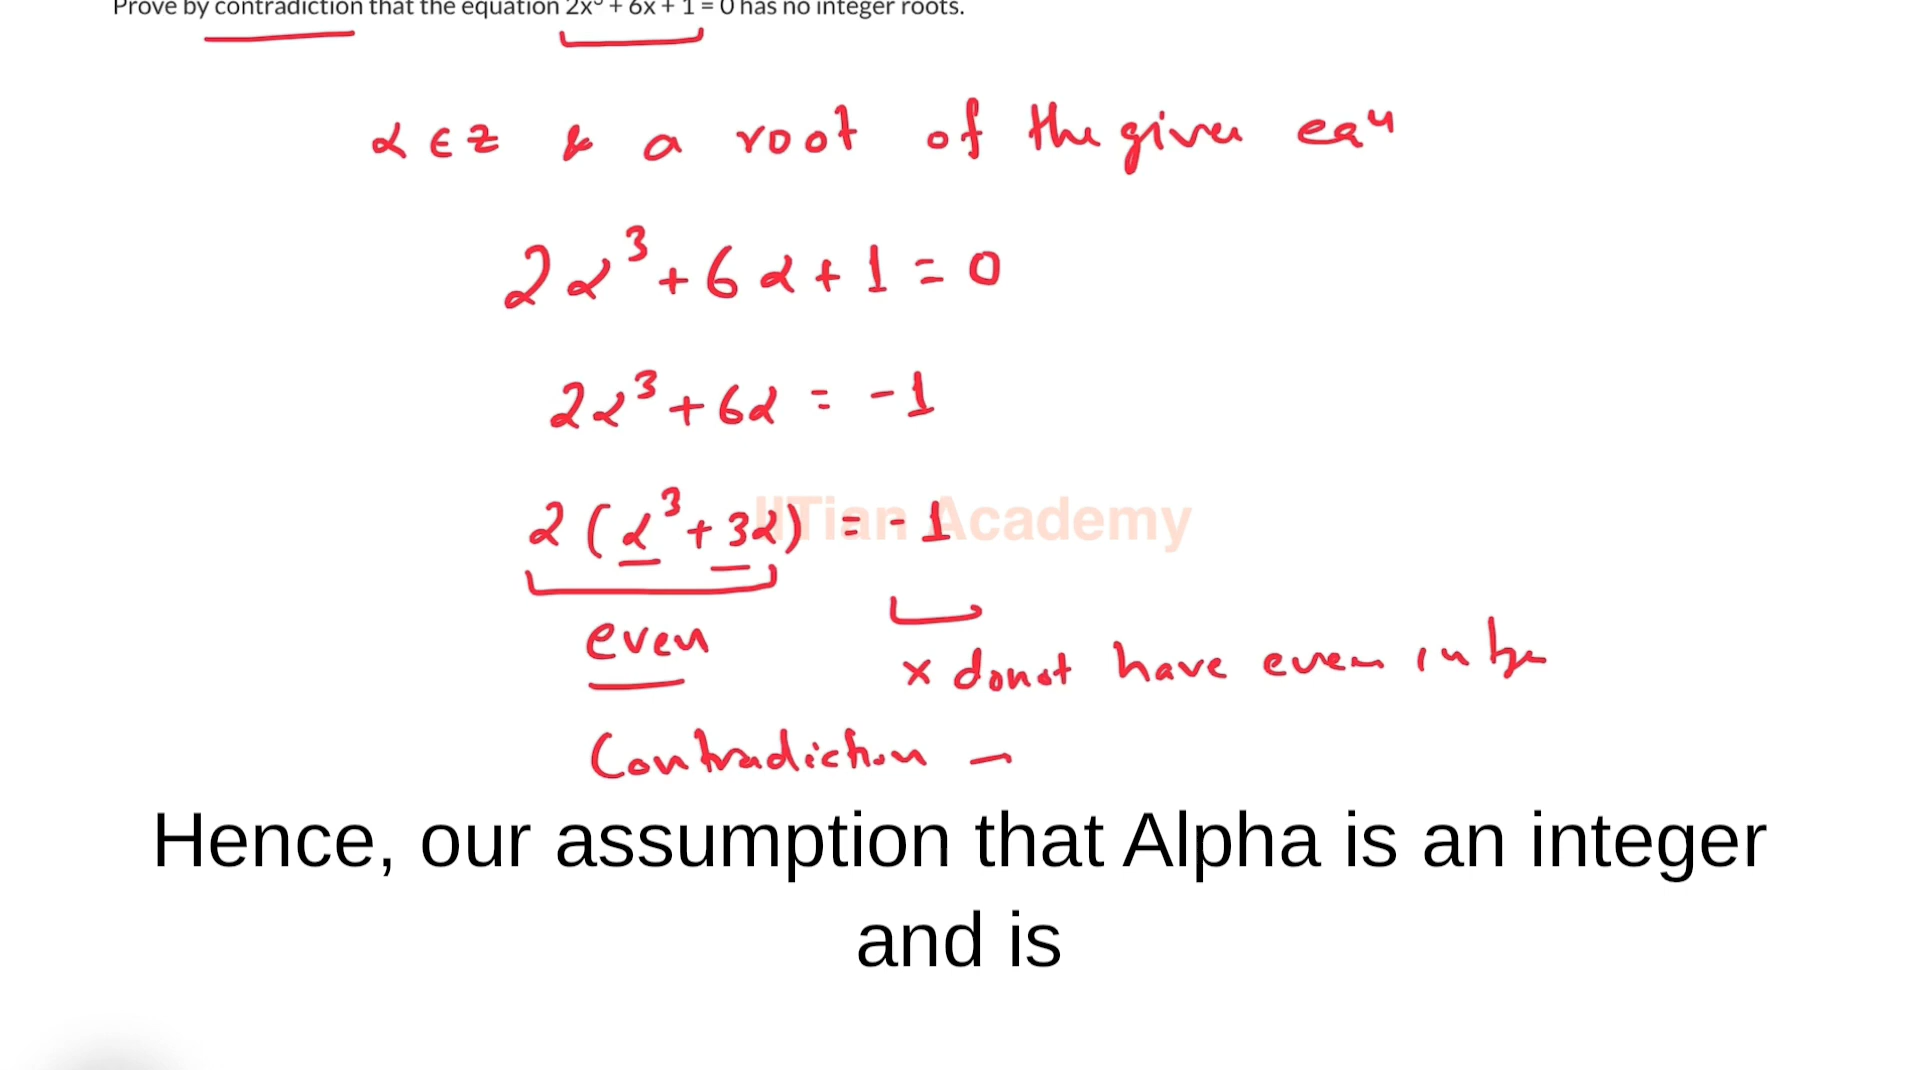 Prove by contradiction that the equation 2x³ + 6x + 1 = 0 has no integer roots.
α ∈ Z & a root of the given eqn
2α³ + 6α + 1 = 0
2α³ + 6α = -1
2(α³ + 3α) = -1
IITian Academy
even
x donot have even
Contradiction -
Hence, our assumption that Alpha is an integer
and is